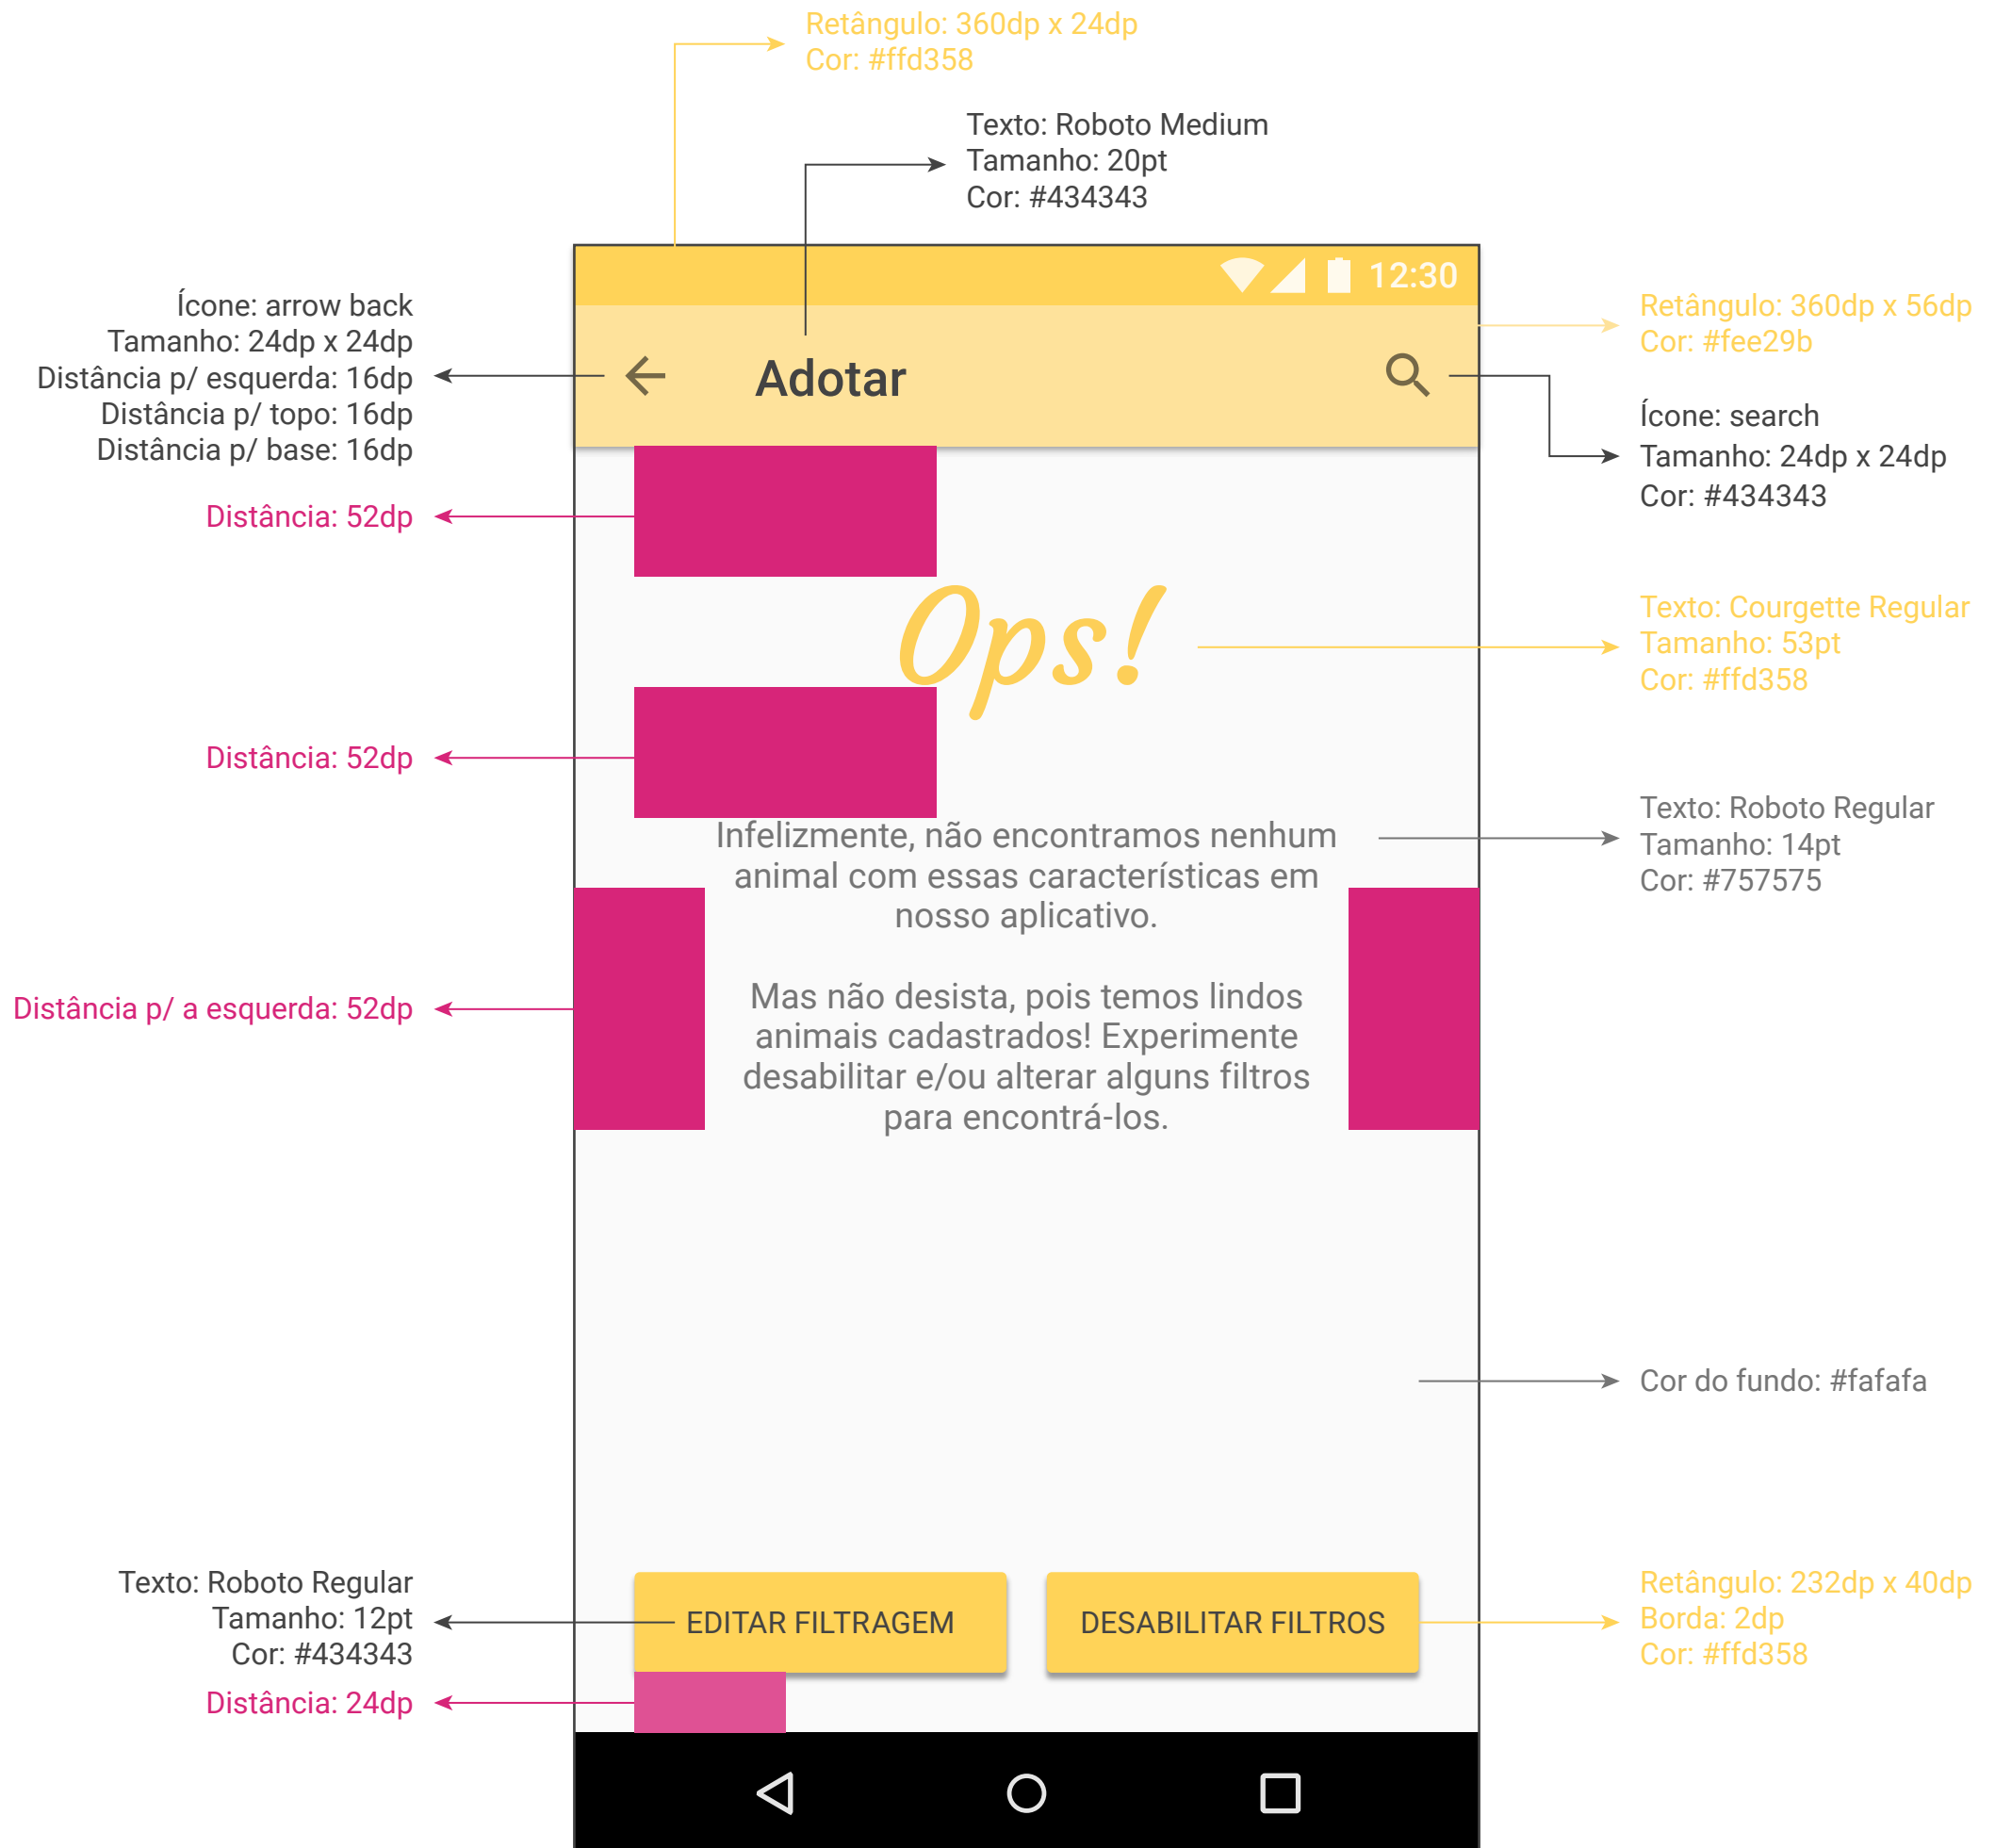 Retângulo: 360dp x 24dp
Cor: #ffd358
Texto: Roboto Medium
Tamanho: 20pt
Cor: #434343
12:30
Ícone: arrow back
Tamanho: 24dp x 24dp
Distância p/ esquerda: 16dp
Distância p/ topo: 16dp
Distância p/ base: 16dp
Adotar
Retângulo: 360dp x 56dp
Cor: #fee29b
Ícone: search
Tamanho: 24dp x 24dp
Cor: #434343
Distância: 52dp
Ops!
Texto: Courgette Regular
Tamanho: 53pt
Cor: #ffd358
Distância: 52dp
Infelizmente, não encontramos nenhum
animal com essas características em
nosso aplicativo.
Texto: Roboto Regular
Tamanho: 14pt
Cor: #757575
Distância p/ a esquerda: 52dp
Mas não desista, pois temos lindos
animais cadastrados! Experimente
desabilitar e/ou alterar alguns filtros
para encontrá-los.
Cor do fundo: #fafafa
Texto: Roboto Regular
Tamanho: 12pt
Cor: #434343
EDITAR FILTRAGEM
DESABILITAR FILTROS
Retângulo: 232dp x 40dp
Borda: 2dp
Cor: #ffd358
Distância: 24dp